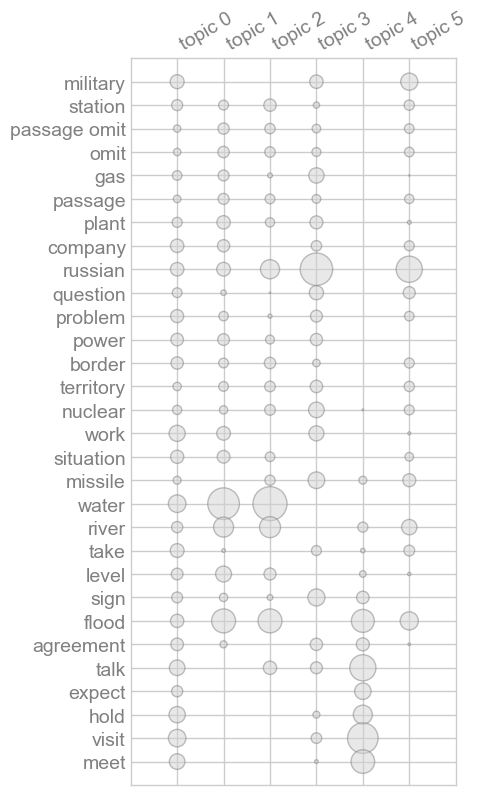 topic 0
topic 1
topic 2
topic 3
topic 4
topic 5
military
station
passage omit
omit
gas
passage
plant
company
russian
question
problem
power
border
territory
nuclear
work
situation
missile
water
river
take
level
sign
flood
agreement
talk
expect
hold
visit
meet